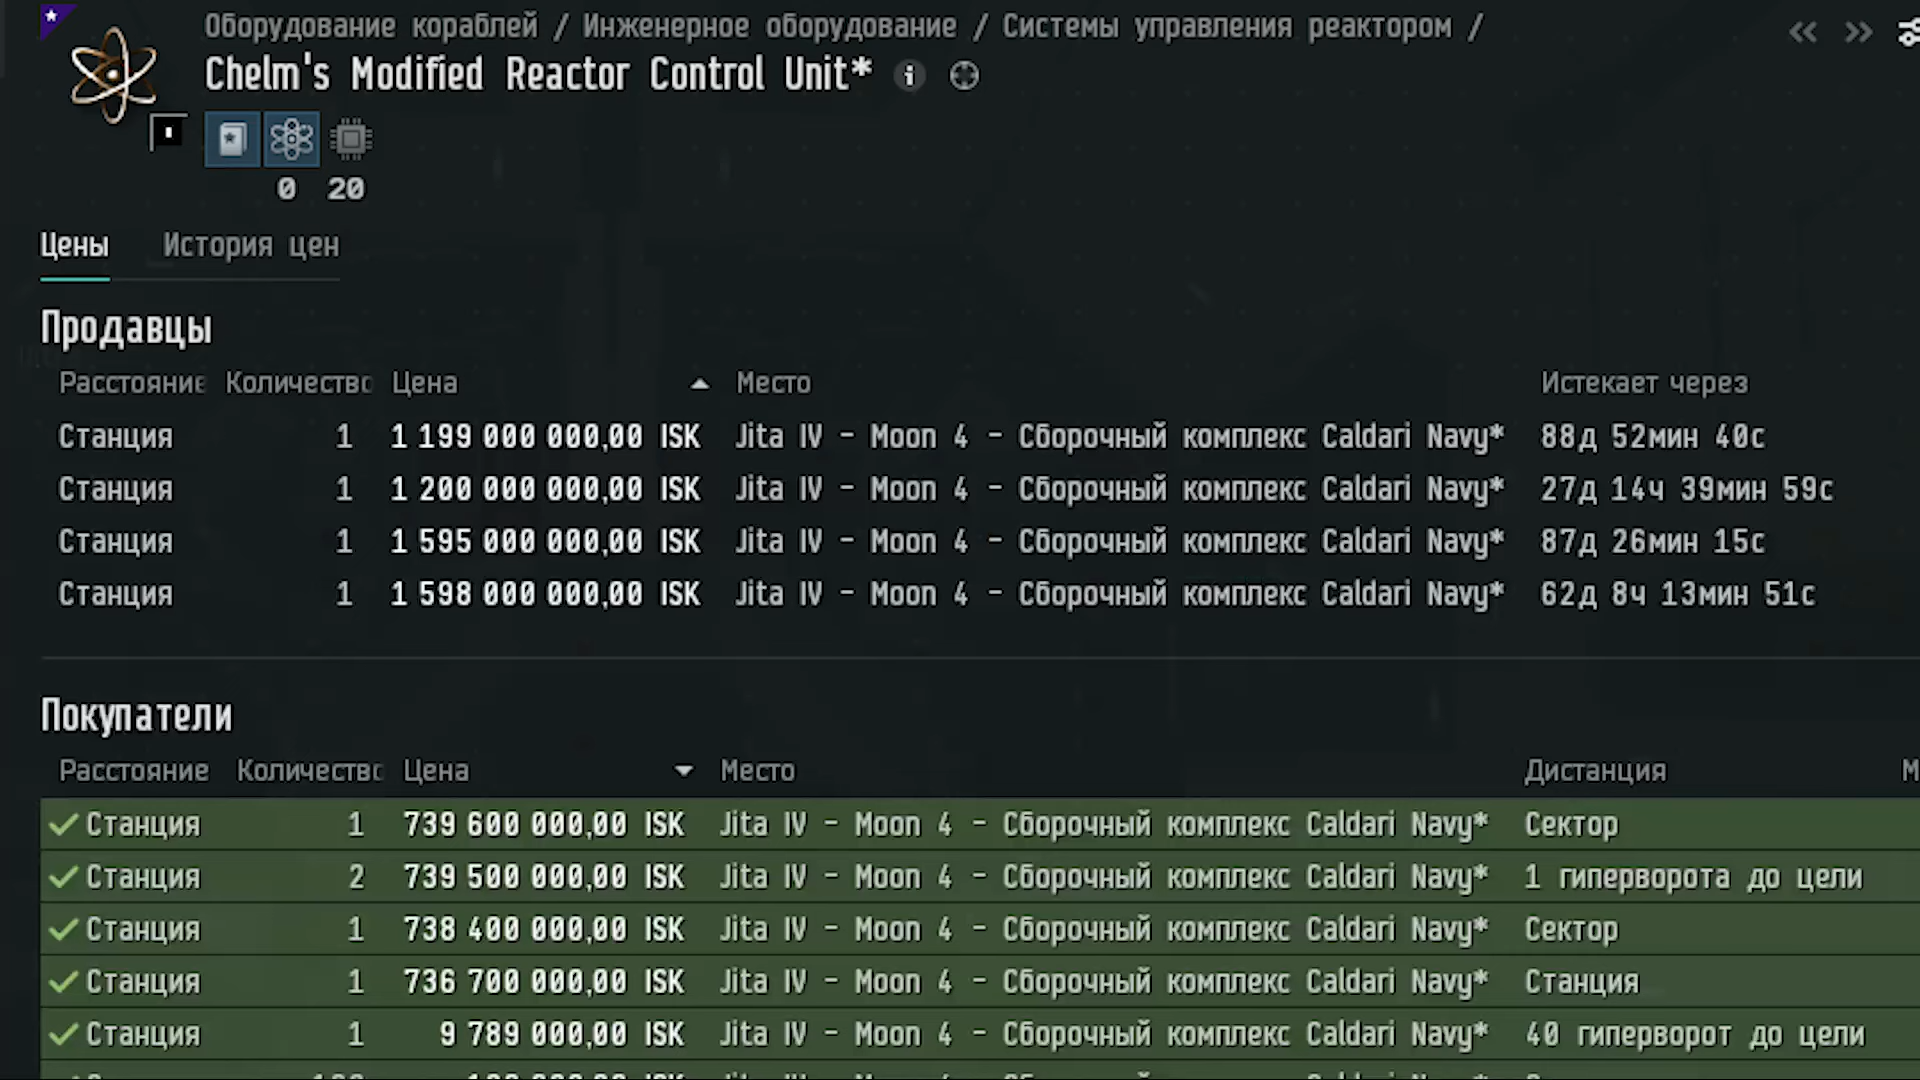 Оборудование кораблей / Инженерное оборудование / Системы управления реактором /
Chelm's Modified Reactor Control Unit*
0 20
Цены История цен
Продавцы
Расстояние Количество Цена Место Истекает через
Станция 1 1 199 000 000,00 ISK Jita IV - Moon 4 - Сборочный комплекс Caldari Navy* 88д 52мин 40с
Станция 1 1 200 000 000,00 ISK Jita IV - Moon 4 - Сборочный комплекс Caldari Navy* 27д 14ч 39мин 59с
Станция 1 1 595 000 000,00 ISK Jita IV - Moon 4 - Сборочный комплекс Caldari Navy* 87д 26мин 15с
Станция 1 1 598 000 000,00 ISK Jita IV - Moon 4 - Сборочный комплекс Caldari Navy* 62д 8ч 13мин 51с
Покупатели
Расстояние Количество Цена Место Дистанция
Станция 1 739 600 000,00 ISK Jita IV - Moon 4 - Сборочный комплекс Caldari Navy* Сектор
Станция 2 739 500 000,00 ISK Jita IV - Moon 4 - Сборочный комплекс Caldari Navy* 1 гиперворота до цели
Станция 1 738 400 000,00 ISK Jita IV - Moon 4 - Сборочный комплекс Caldari Navy* Сектор
Станция 1 736 700 000,00 ISK Jita IV - Moon 4 - Сборочный комплекс Caldari Navy* Станция
Станция 1 9 789 000,00 ISK Jita IV - Moon 4 - Сборочный комплекс Caldari Navy* 40 гиперворот до цели